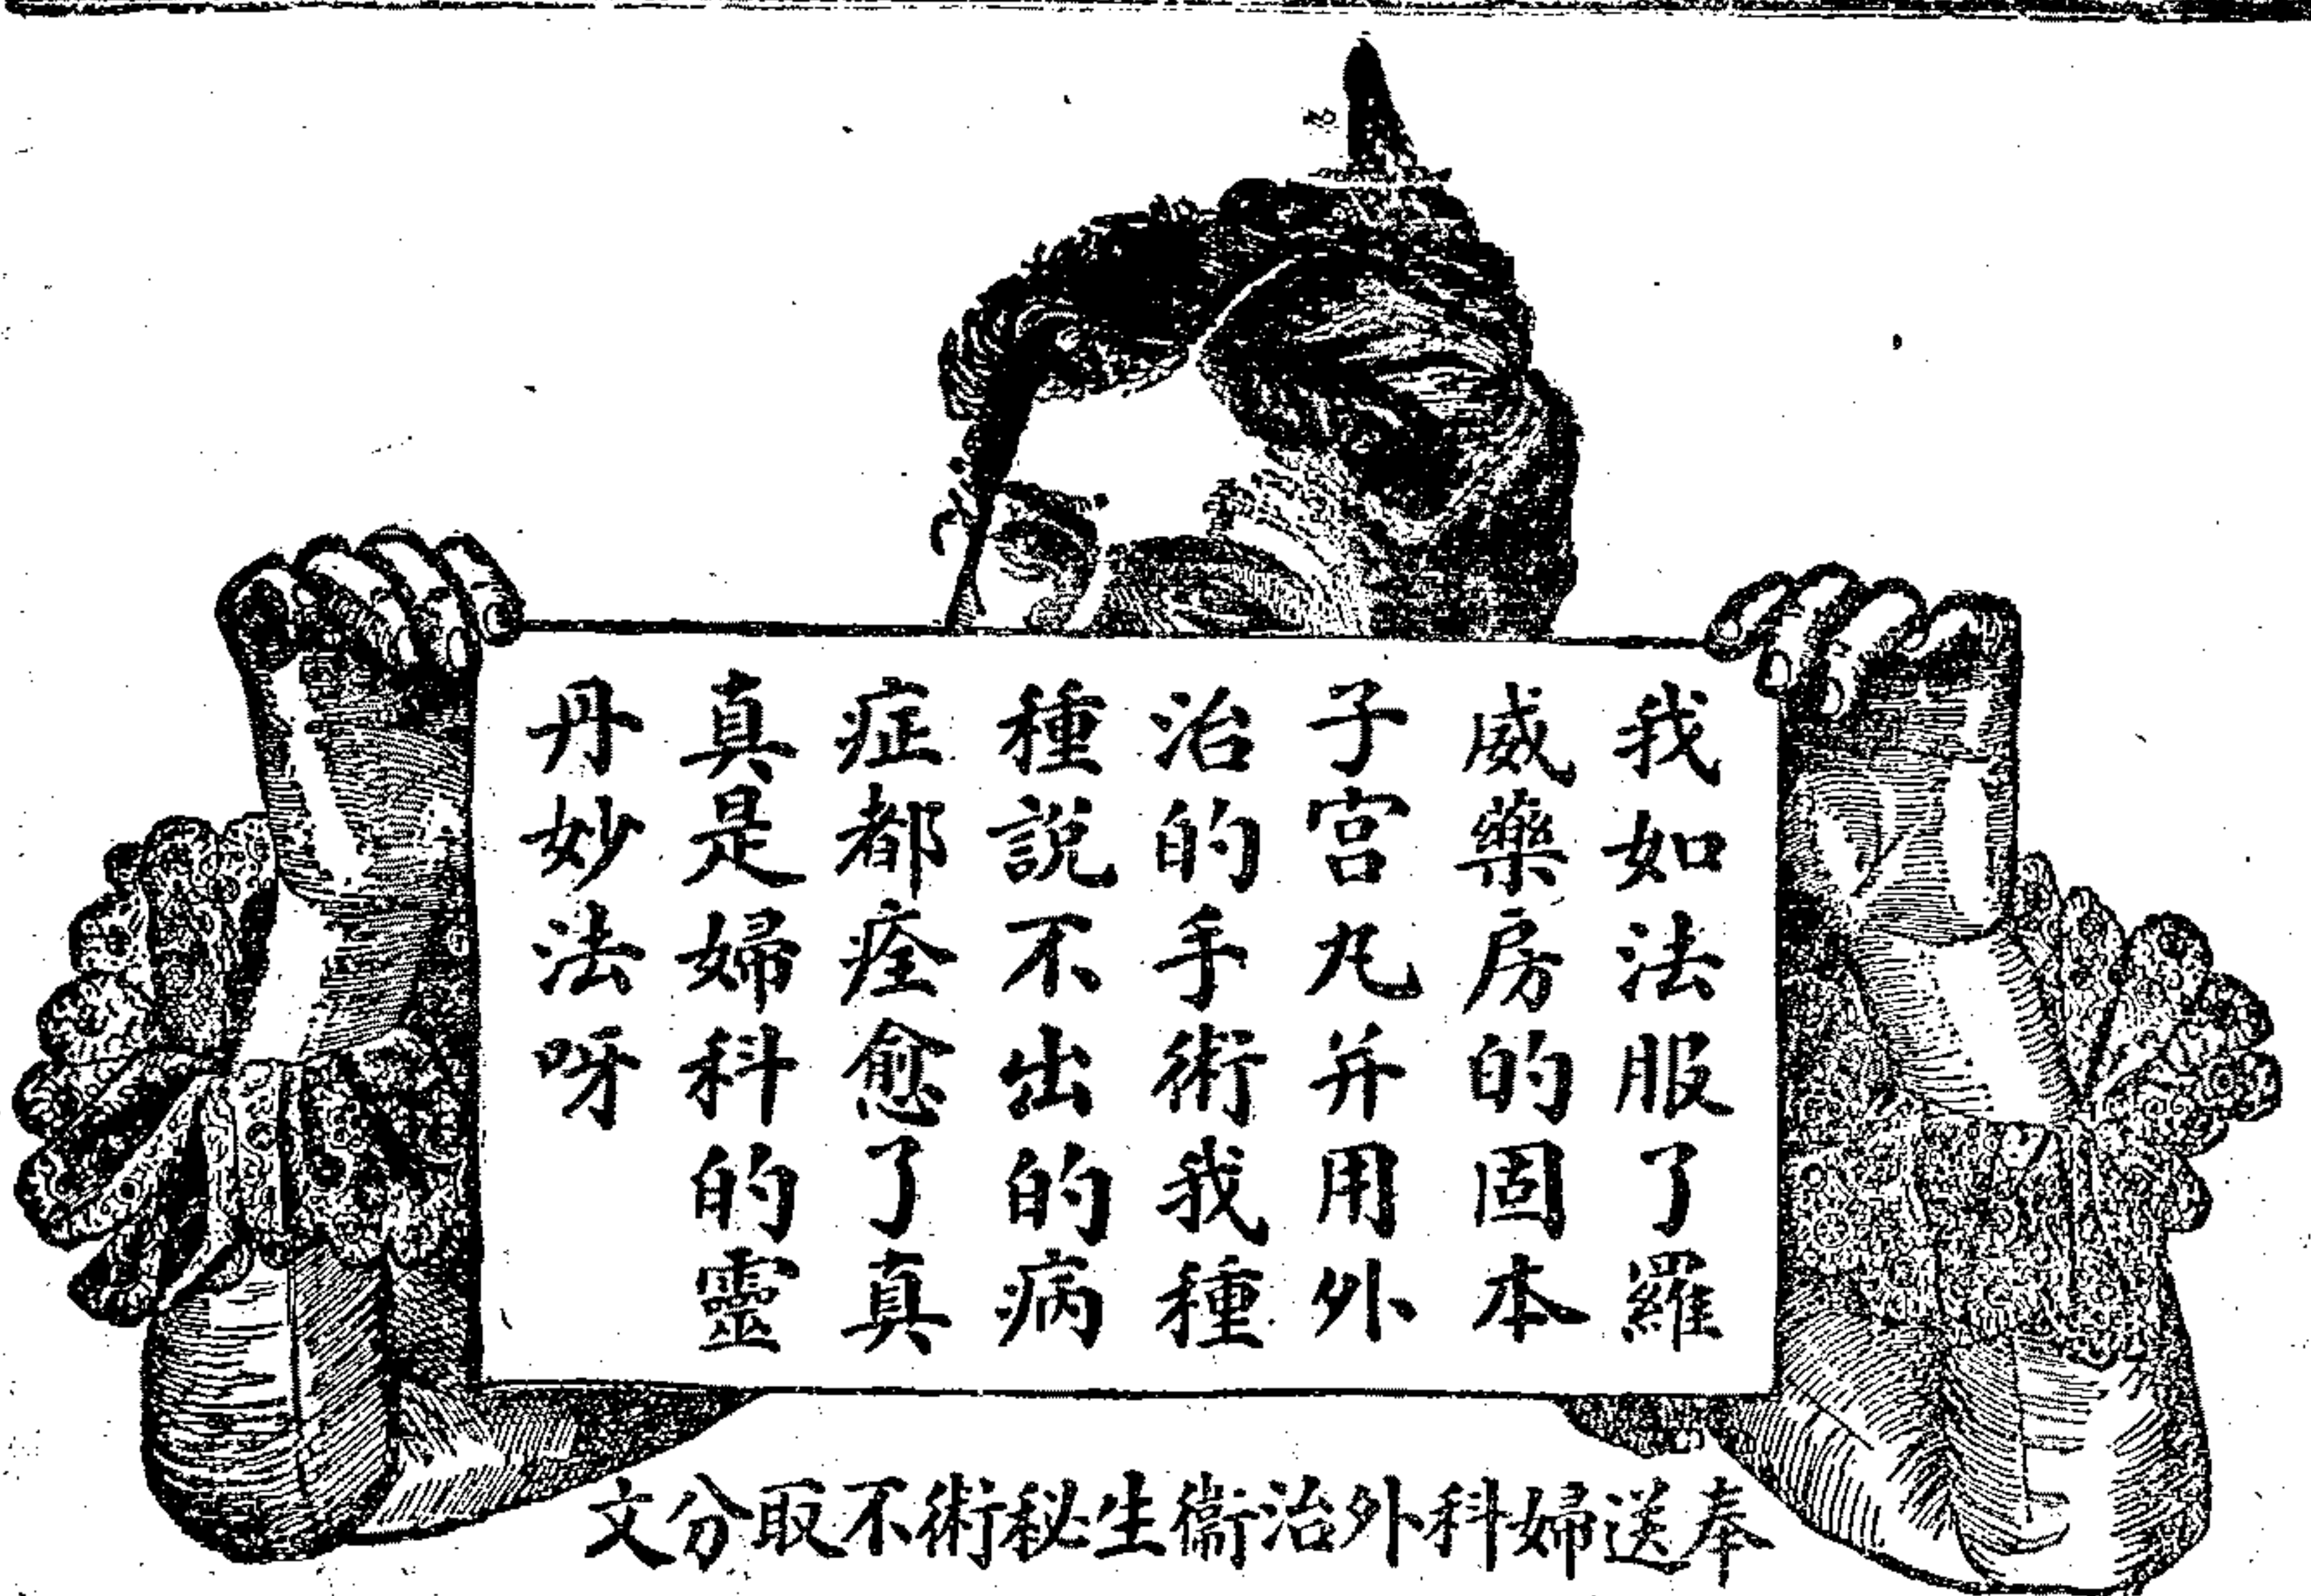 我如法服了羅
威藥房的固本
子宮丸并用外
治的手術我種
種說不出的病
症都痊愈了真
真是婦科的靈
丹妙法呀
奉送婦科外治衞生秘術不取分文